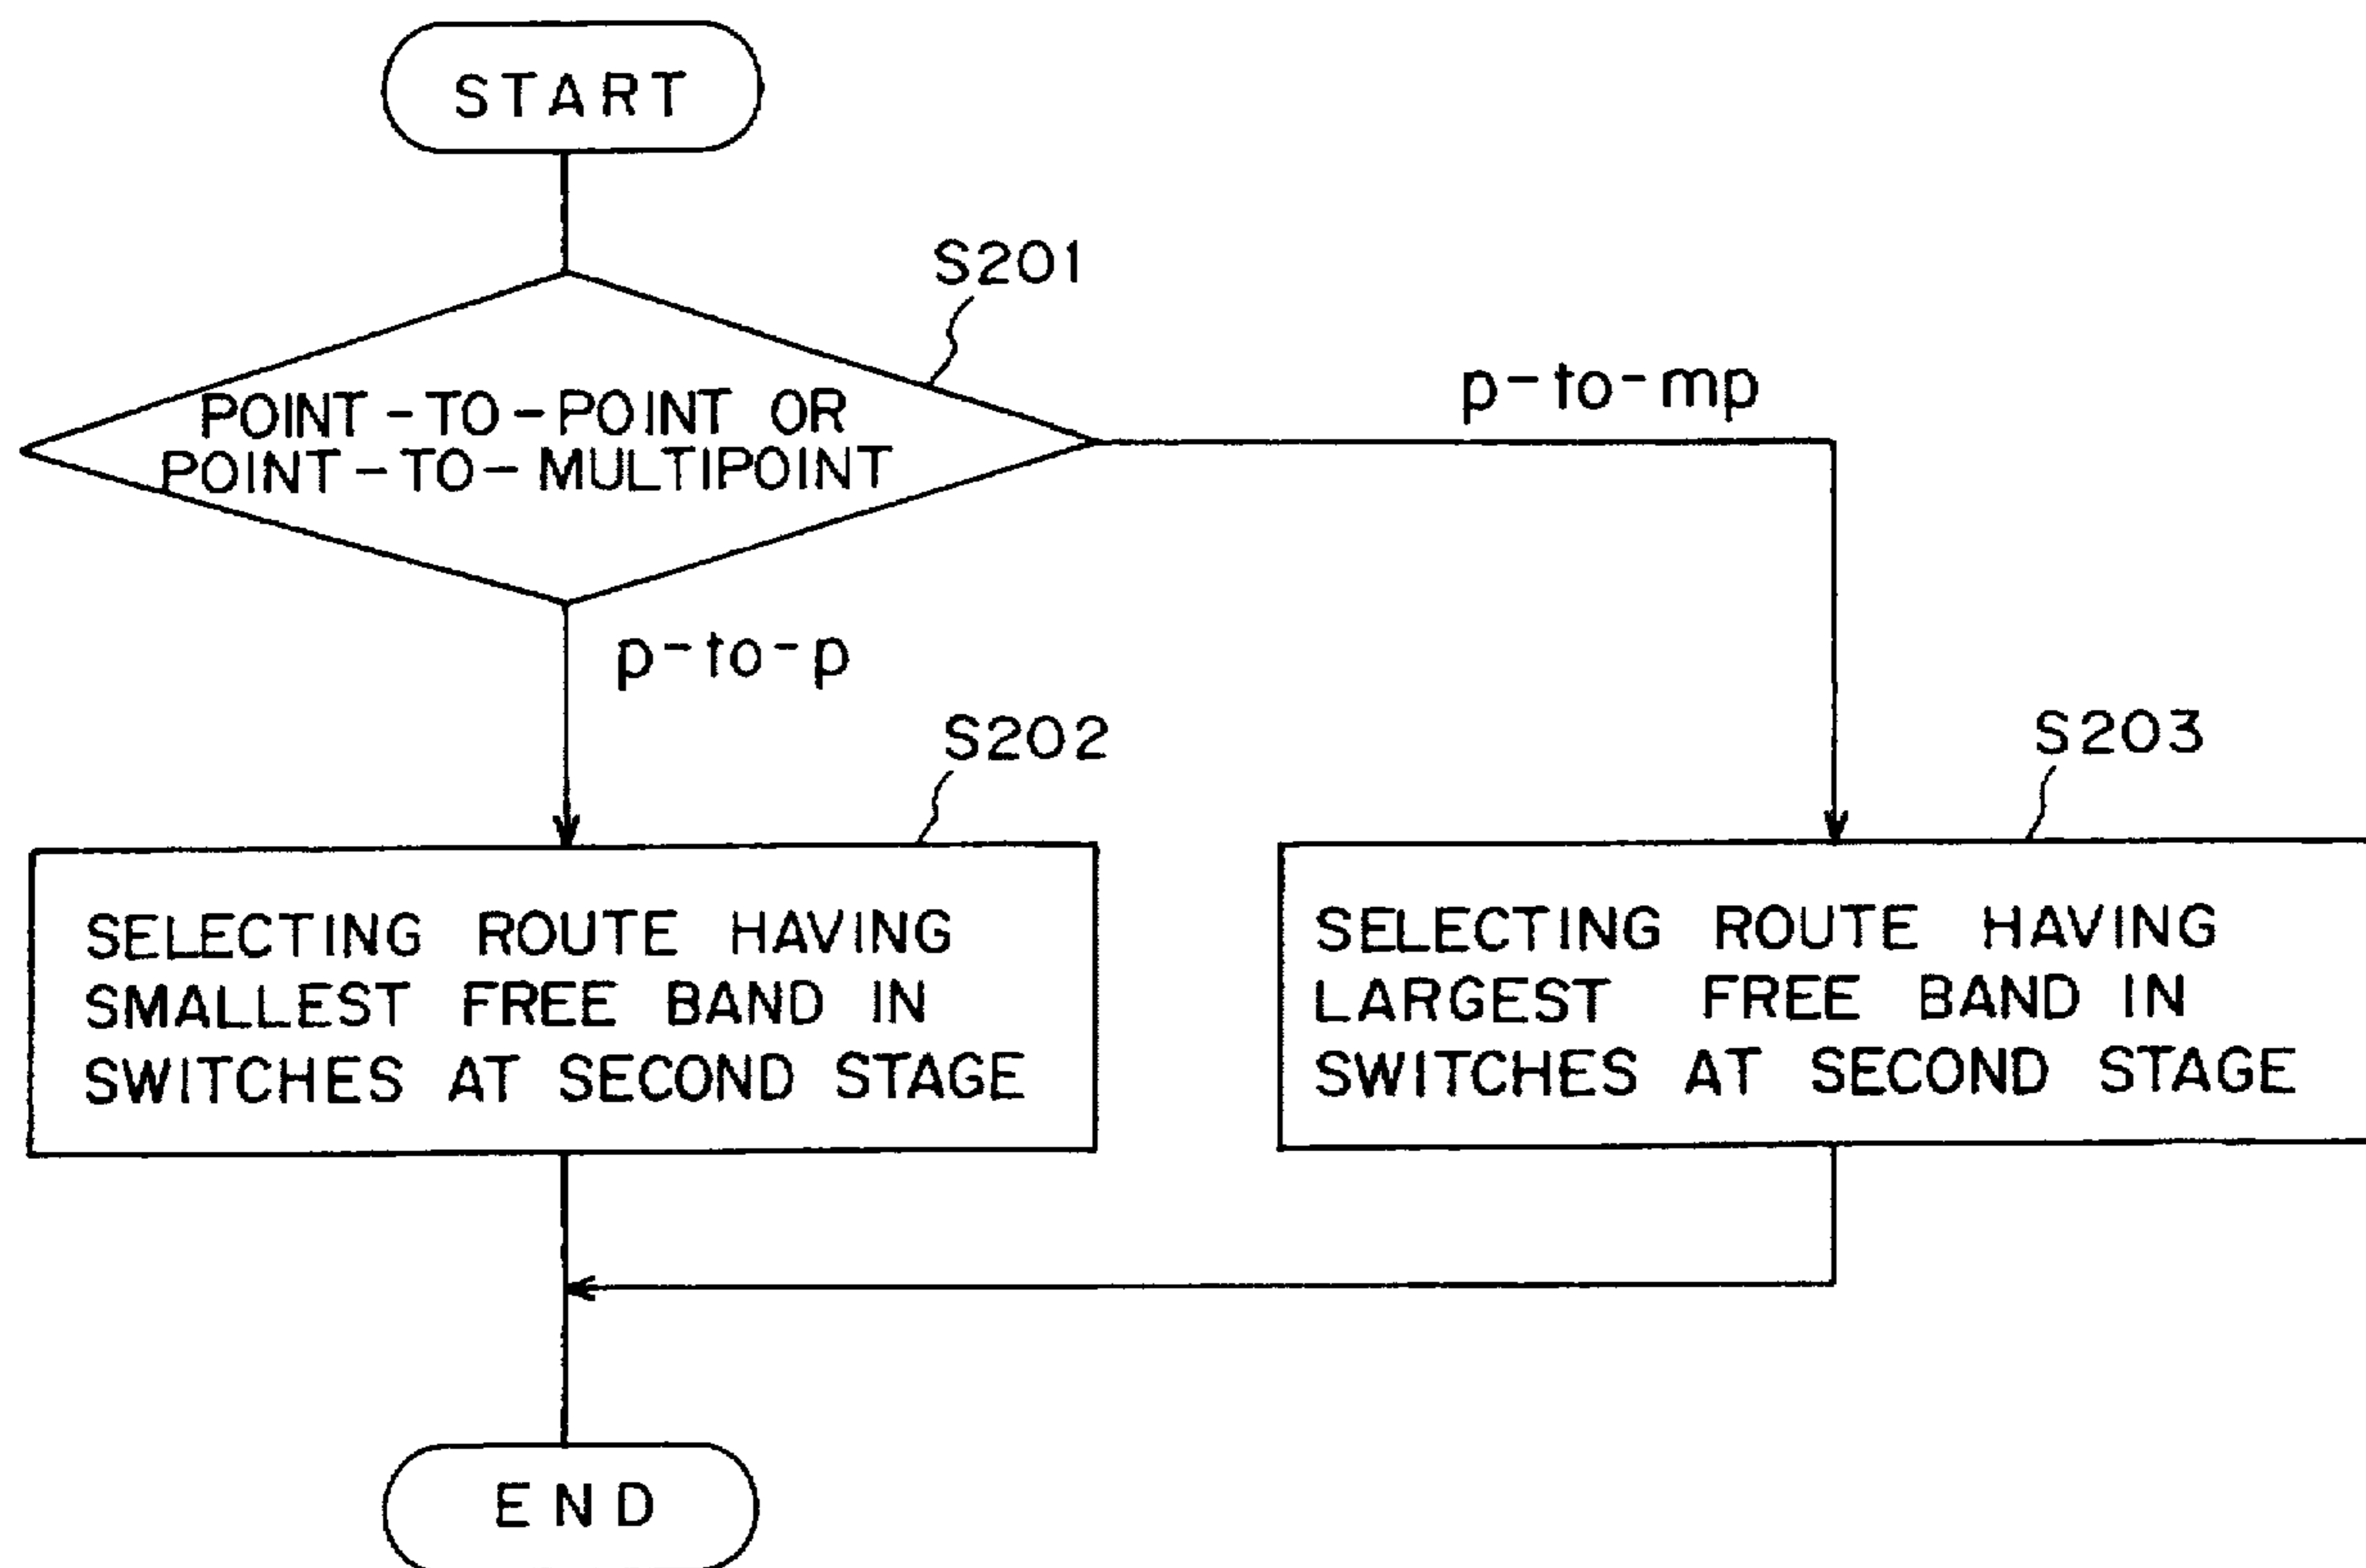 START
S201
POINT-TO-POINT OR
POINT-TO-MULTIPOINT
p-to-mp
p-to-p
S202
SELECTING ROUTE HAVING
SMALLEST FREE BAND IN
SWITCHES AT SECOND STAGE
S203
SELECTING ROUTE HAVING
LARGEST FREE BAND IN
SWITCHES AT SECOND STAGE
END